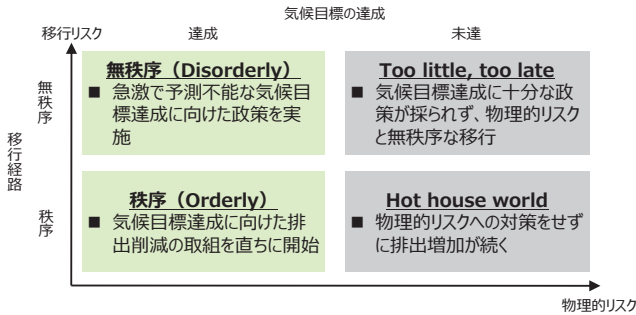 気候目標の達成
移行リスク
達成
未達
無秩序
移行経路
秩序
無秩序（Disorderly）
■ 急激で予測不能な気候目
標達成に向けた政策を実
施
Too little, too late
■ 気候目標達成に十分な政
策が採られず、物理的リスク
と無秩序な移行
秩序（Orderly）
■ 気候目標達成に向けた排
出削減の取組を直ちに開始
Hot house world
■ 物理的リスクへの対策をせず
に排出増加が続く
物理的リスク